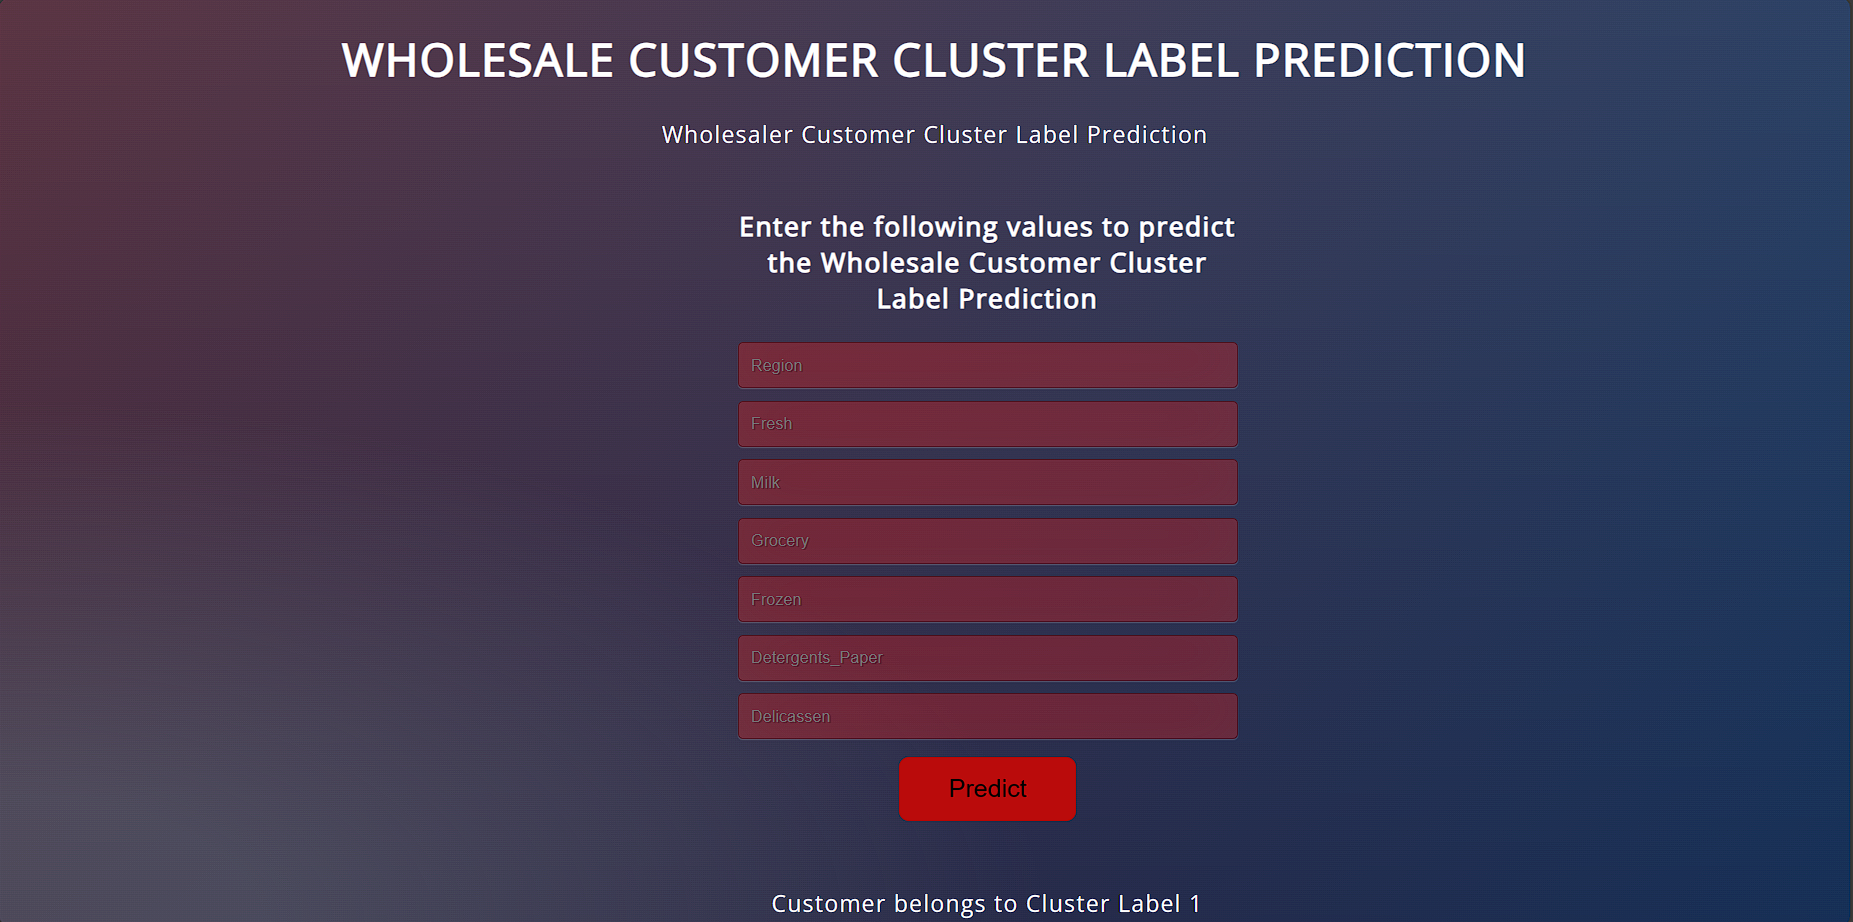 WHOLESALE CUSTOMER CLUSTER LABEL PREDICTION
Wholesaler Customer Cluster Label Prediction
Enter the following values to predict
the Wholesale Customer Cluster
Label Prediction
Region
Fresh
Milk
Grocery
Frozen
Detergents_Paper
Delicassen
Predict
Customer belongs to Cluster Label 1